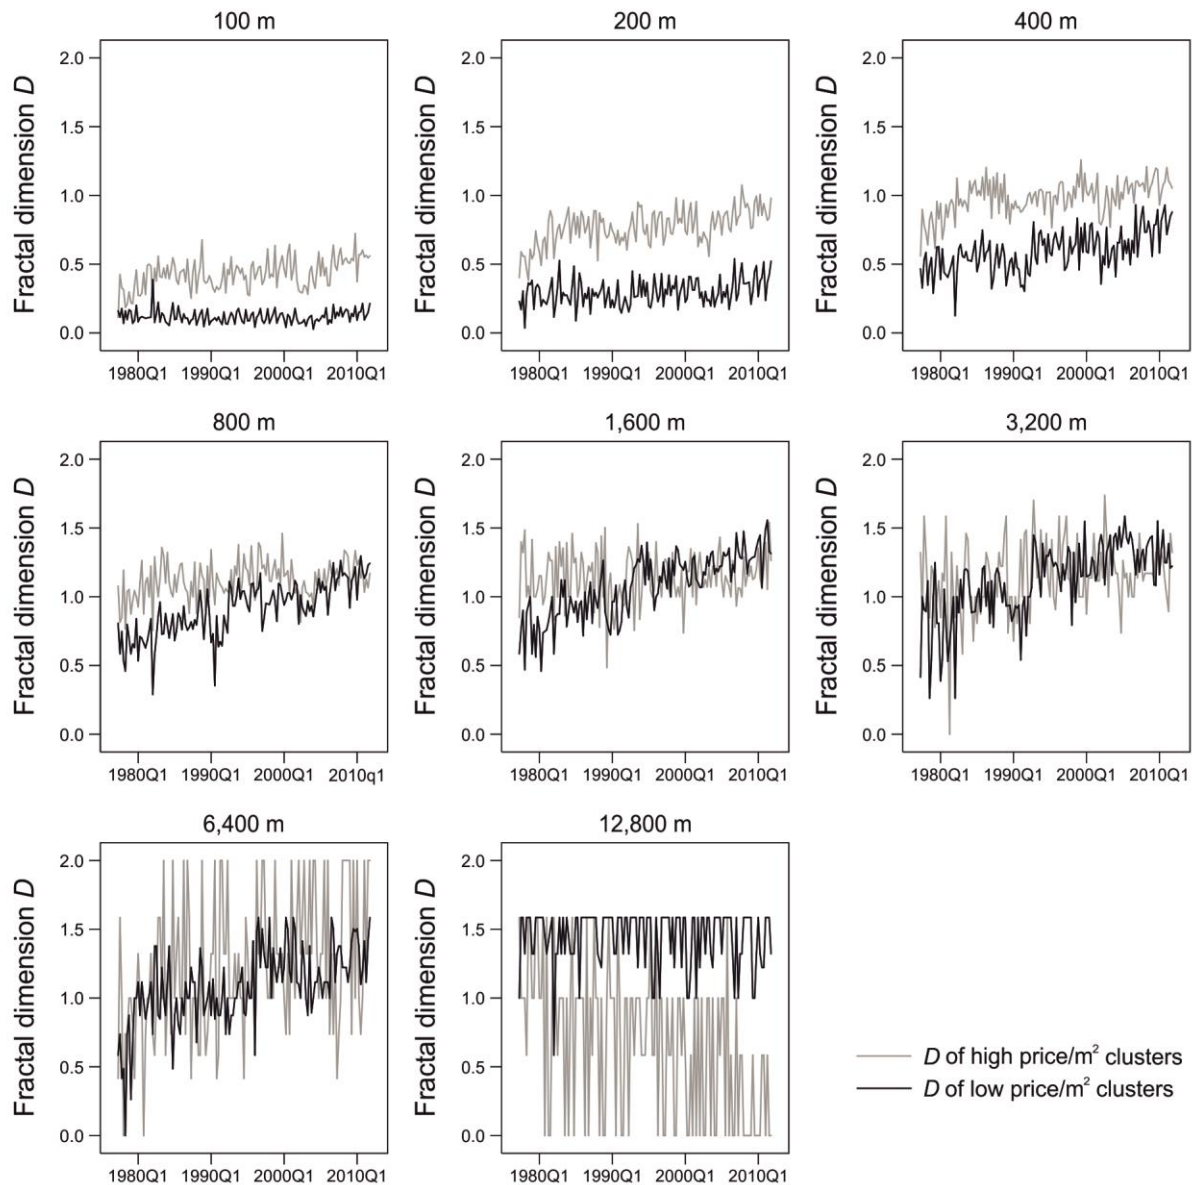 100 m
200 m
400 m
Fractal dimension D
2.0
1.5
1.0
0.5
0.0
1980Q1 1990Q1 2000Q1 2010Q1
Fractal dimension D
2.0
1.5
1.0
0.5
0.0
1980Q1 1990Q1 2000Q1 2010Q1
Fractal dimension D
2.0
1.5
1.0
0.5
0.0
1980Q1 1990Q1 2000Q1 2010Q1
800 m
1,600 m
3,200 m
Fractal dimension D
2.0
1.5
1.0
0.5
0.0
1980Q1 1990Q1 2000Q1 2010q1
Fractal dimension D
2.0
1.5
1.0
0.5
0.0
1980Q1 1990Q1 2000Q1 2010Q1
Fractal dimension D
2.0
1.5
1.0
0.5
0.0
1980Q1 1990Q1 2000Q1 2010Q1
6,400 m
12,800 m
Fractal dimension D
2.0
1.5
1.0
0.5
0.0
1980Q1 1990Q1 2000Q1 2010Q1
Fractal dimension D
2.0
1.5
1.0
0.5
0.0
1980Q1 1990Q1 2000Q1 2010Q1
D of high price/m² clusters
D of low price/m² clusters